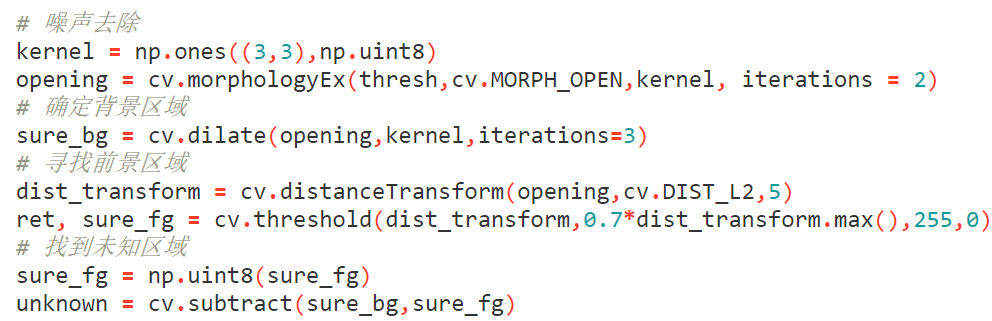 # 噪声去除
kernel = np.ones((3,3),np.uint8)
opening = cv.morphologyEx(thresh,cv.MORPH_OPEN,kernel, iterations = 2)
# 确定背景区域
sure_bg = cv.dilate(opening,kernel,iterations=3)
# 寻找前景区域
dist_transform = cv.distanceTransform(opening,cv.DIST_L2,5)
ret, sure_fg = cv.threshold(dist_transform,0.7*dist_transform.max(),255,0)
# 找到未知区域
sure_fg = np.uint8(sure_fg)
unknown = cv.subtract(sure_bg,sure_fg)